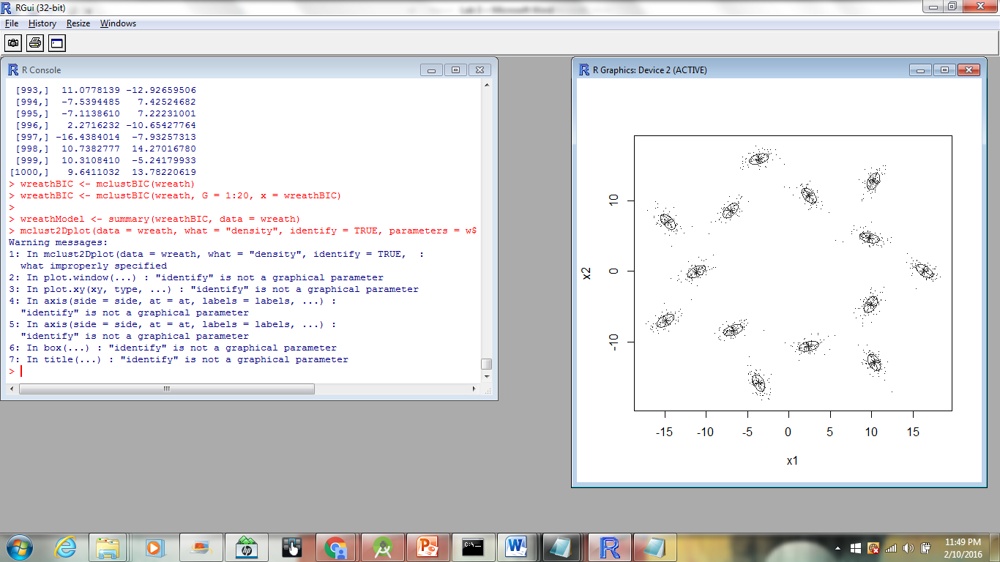 RGui (32-bit)
File History Resize Windows
R Console
[993,] 11.0778139 -12.92659506
[994,] -7.5394485 7.42524682
[995,] -7.1138610 7.22231001
[996,] 2.2716232 -10.65427764
[997,] -16.4384014 -7.93257313
[998,] 10.7382777 14.27016780
[999,] 10.3108410 -5.24179933
[1000,] 9.6411032 13.78220619
> wreathBIC <- mclustBIC(wreath)
> wreathBIC <- mclustBIC(wreath, G = 1:20, x = wreathBIC)
>
> wreathModel <- summary(wreathBIC, data = wreath)
> mclust2Dplot(data = wreath, what = "density", identify = TRUE, parameters = w$
Warning messages:
1: In mclust2Dplot(data = wreath, what = "density", identify = TRUE, :
what improperly specified
2: In plot.window(...) : "identify" is not a graphical parameter
3: In plot.xy(xy, type, ...) : "identify" is not a graphical parameter
4: In axis(side = side, at = at, labels = labels, ...) :
"identify" is not a graphical parameter
5: In axis(side = side, at = at, labels = labels, ...) :
"identify" is not a graphical parameter
6: In box(...) : "identify" is not a graphical parameter
7: In title(...) : "identify" is not a graphical parameter
>
R Graphics: Device 2 (ACTIVE)
10
0
-10
x2
-15 -10 -5 0 5 10 15
x1
hp
C:\
11:49 PM
2/10/2016